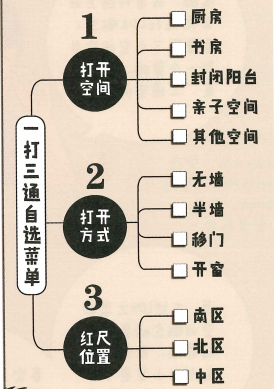 一打三通自选菜单
1
打开
空间
厨房
书房
封闭阳台
亲子空间
其他空间
2
打开
方式
无墙
半墙
移门
开窗
3
红尺
位置
南区
北区
中区